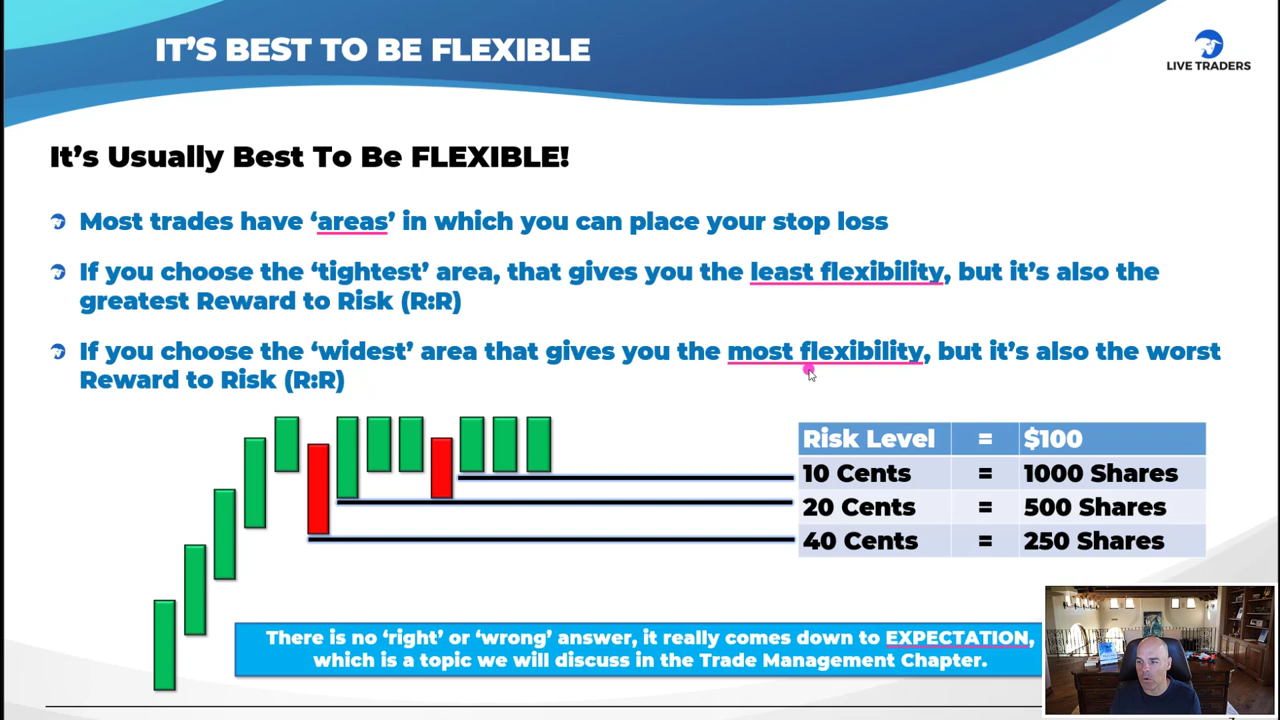 IT'S BEST TO BE FLEXIBLE
LIVE TRADERS
It's Usually Best To Be FLEXIBLE!
Most trades have 'areas' in which you can place your stop loss
If you choose the 'tightest' area, that gives you the least flexibility, but it's also the
greatest Reward to Risk (R:R)
If you choose the 'widest' area that gives you the most flexibility, but it's also the worst
Reward to Risk (R:R)
Risk Level = $100
10 Cents = 1000 Shares
20 Cents = 500 Shares
40 Cents = 250 Shares
There is no 'right' or 'wrong' answer, it really comes down to EXPECTATION,
which is a topic we will discuss in the Trade Management Chapter.